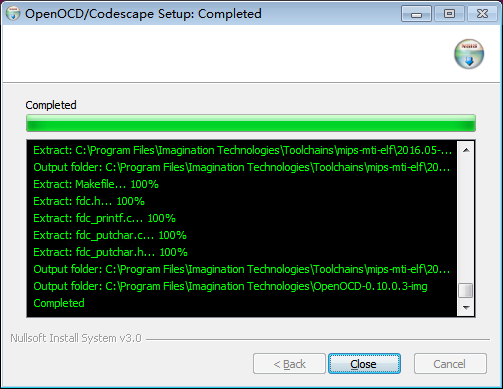 OpenOCD/Codescape Setup: Completed
Completed
Extract: C:\Program Files\Imagination Technologies\Toolchains\mips-mti-elf\2016.05-...
Output folder: C:\Program Files\Imagination Technologies\Toolchains\mips-mti-elf\20...
Extract: Makefile... 100%
Extract: fdc.h... 100%
Extract: fdc_printf.c... 100%
Extract: fdc_putchar.c... 100%
Extract: fdc_putchar.h... 100%
Output folder: C:\Program Files\Imagination Technologies\Toolchains\mips-mti-elf\20...
Output folder: C:\Program Files\Imagination Technologies\OpenOCD-0.10.0.3-img
Completed
Nullsoft Install System v3.0
< Back Close Cancel